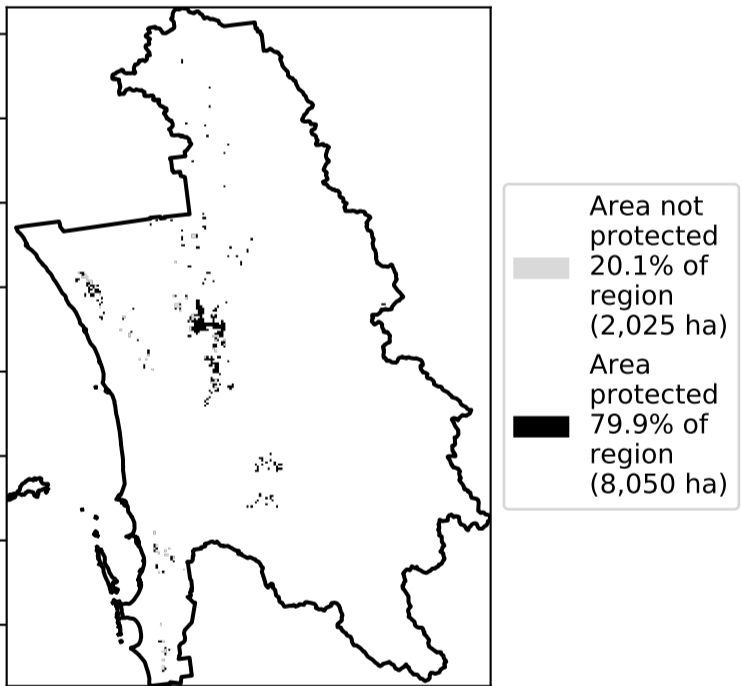 Area not
protected
20.1% of
region
(2,025 ha)
Area
protected
79.9% of
region
(8,050 ha)